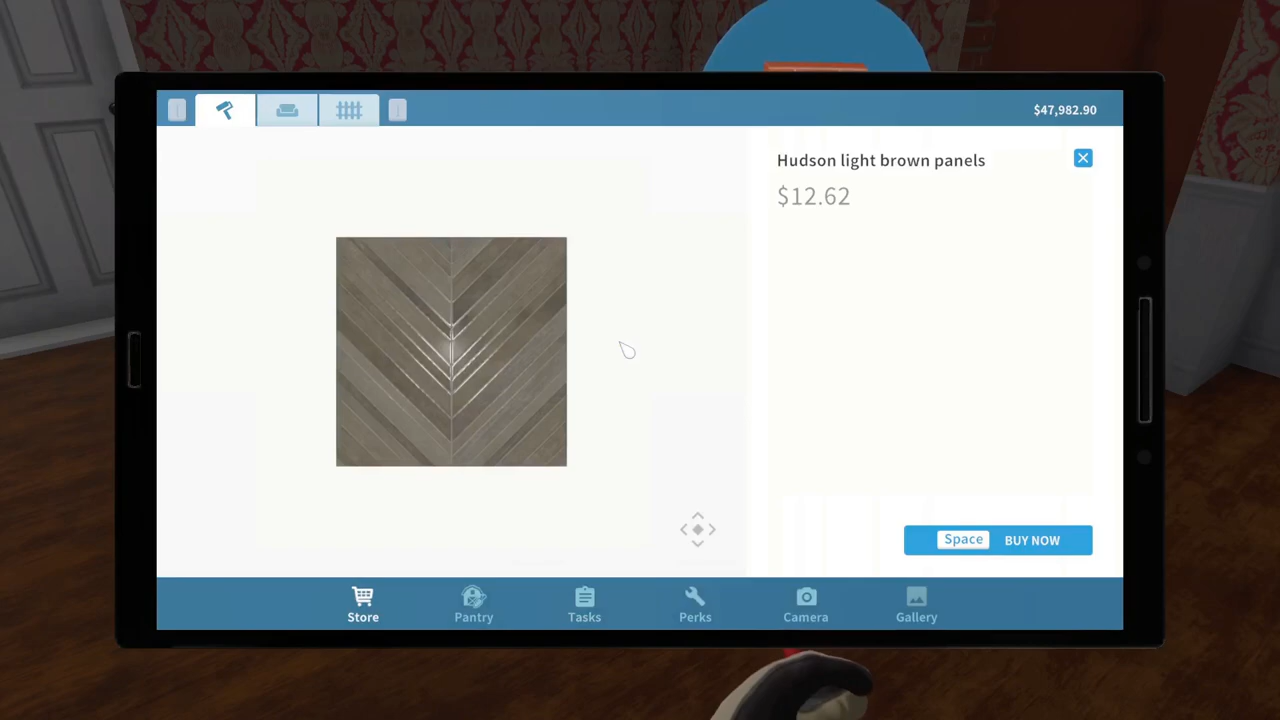 $47,982.90
Hudson light brown panels
$12.62
Space BUY NOW
Store Pantry Tasks Perks Camera Gallery